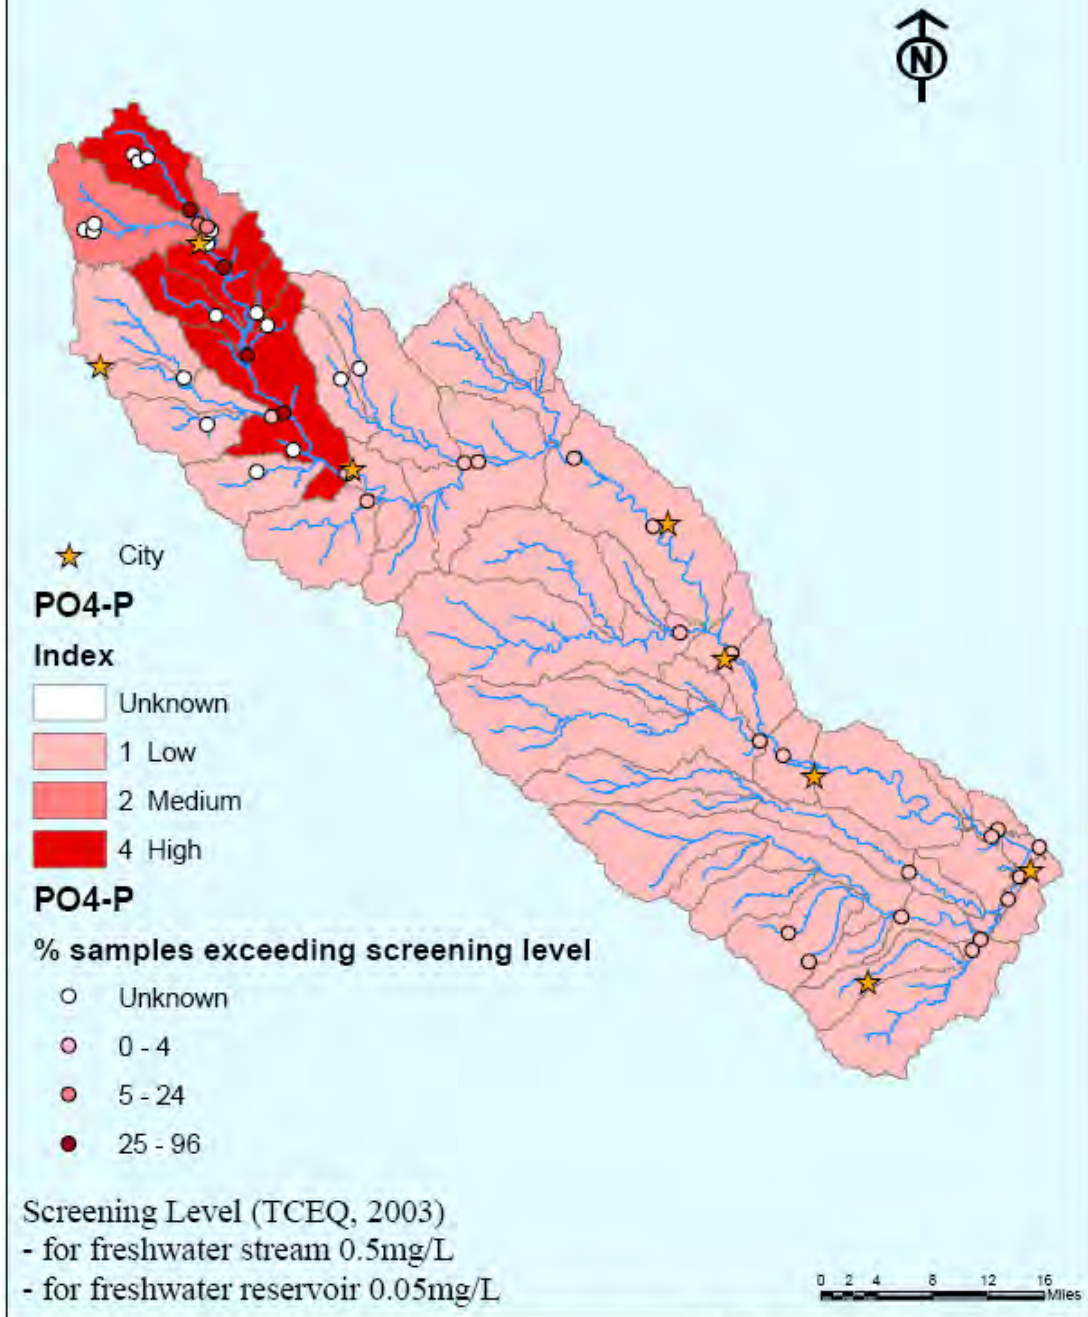 N
City
PO4-P
Index
Unknown
1 Low
2 Medium
4 High
PO4-P
% samples exceeding screening level
Unknown
0 - 4
5 - 24
25 - 96
Screening Level (TCEQ, 2003)
- for freshwater stream 0.5mg/L
- for freshwater reservoir 0.05mg/L
0 2 4 8 12 16
Miles